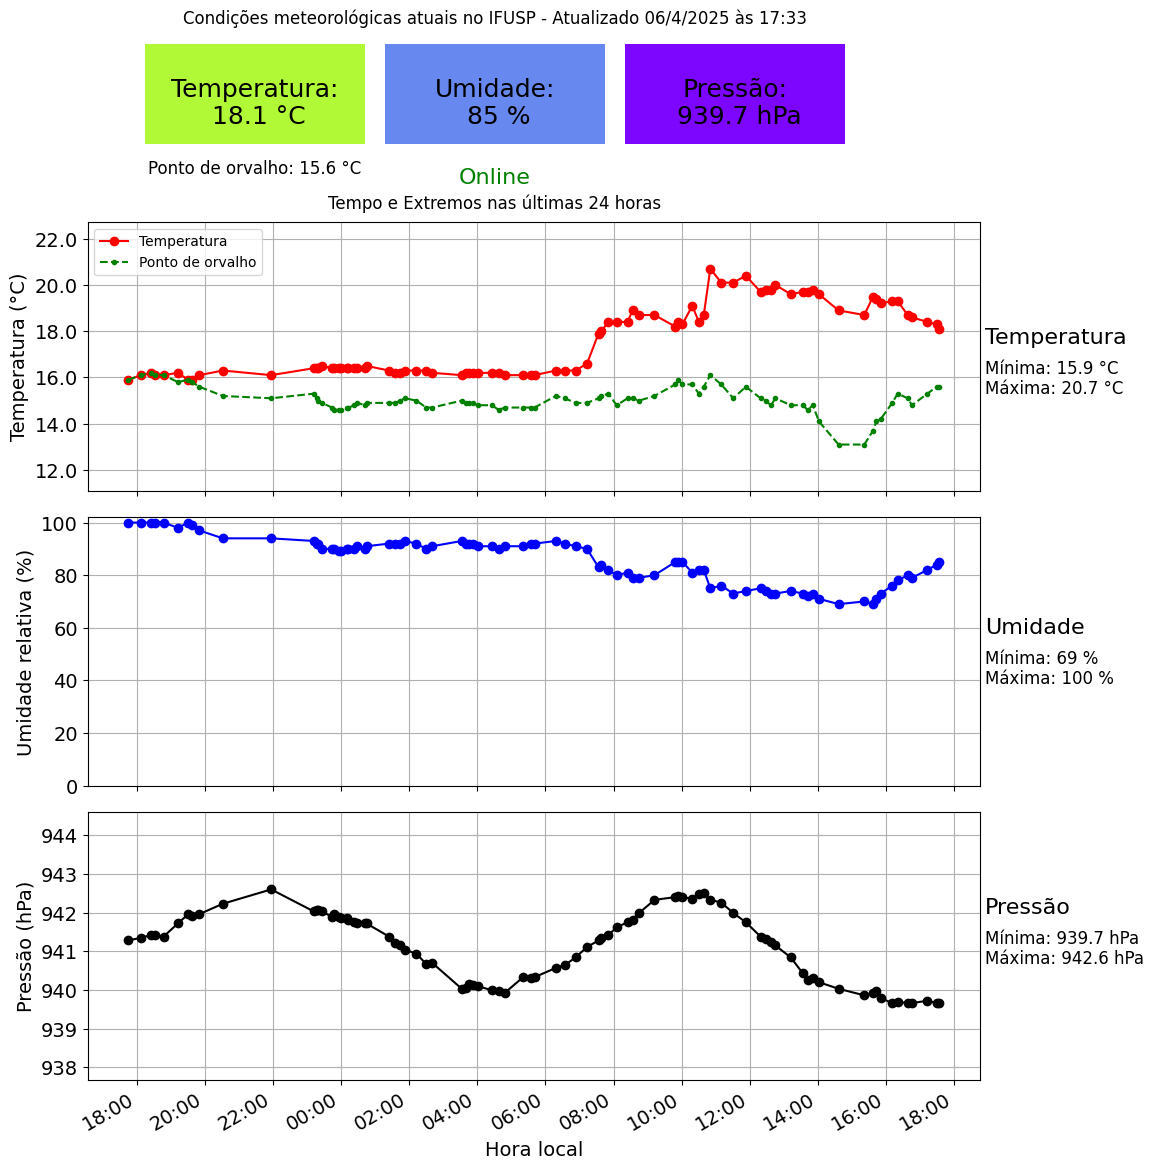 Condições meteorológicas atuais no IFUSP - Atualizado 06/4/2025 às 17:33
Temperatura:
18.1 °C
Umidade:
85 %
Pressão:
939.7 hPa
Ponto de orvalho: 15.6 °C
Online
Tempo e Extremos nas últimas 24 horas
Temperatura (°C)
22.0
20.0
18.0
16.0
14.0
12.0
Temperatura
Ponto de orvalho
Temperatura
Mínima: 15.9 °C
Máxima: 20.7 °C
Umidade relativa (%)
100
80
60
40
20
0
Umidade
Mínima: 69 %
Máxima: 100 %
Pressão (hPa)
944
943
942
941
940
939
938
Pressão
Mínima: 939.7 hPa
Máxima: 942.6 hPa
18:00 20:00 22:00 00:00 02:00 04:00 06:00 08:00 10:00 12:00 14:00 16:00 18:00
Hora local